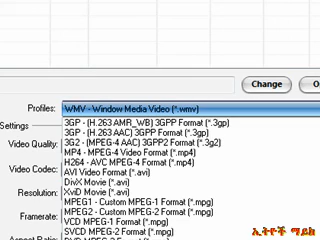 Change
O
Profiles:
WMV - Window Media Video (*.wmv)
3GP - (H.263 AMR_WB) 3GPP Format (*.3gp)
3GP - (H.263 AAC) 3GPP Format (*.3gp)
3G2 - (MPEG-4 AAC) 3GPP2 Format (*.3g2)
MP4 - MPEG-4 Video Format (*.mp4)
H264 - AVC MPEG-4 Format (*.mp4)
AVI Video Format (*.avi)
DivX Movie (*.avi)
XviD Movie (*.avi)
MPEG1 - Custom MPEG-1 Format (*.mpg)
MPEG2 - Custom MPEG-2 Format (*.mpg)
VCD MPEG-1 Format (*.mpg)
SVCD MPEG-2 Format (*.mpg)
Settings
Video Quality:
Video Codec:
Resolution:
Framerate:
Aspect Ratio:
ኢትዮች ማይክ